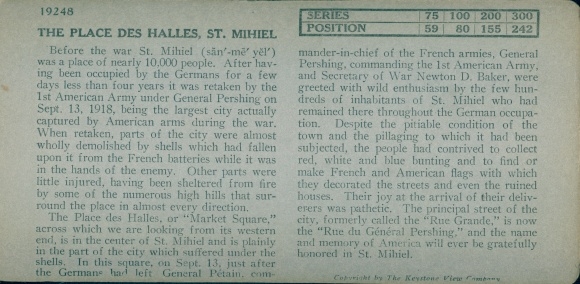 19248
THE PLACE DES HALLES, ST. MIHIEL
Before the war St. Mihiel (sân'-mē' yĕl')
was a place of nearly 10,000 people. After hav-
ing been occupied by the Germans for a few
days less than four years it was retaken by the
1st American Army under General Pershing on
Sept. 13, 1918, being the largest city actually
captured by American arms during the war.
When retaken, parts of the city were almost
wholly demolished by shells which had fallen
upon it from the French batteries while it was
in the hands of the enemy. Other parts were
little injured, having been sheltered from fire
by some of the numerous high hills that sur-
round the place in almost every direction.
The Place des Halles, or "Market Square,"
across which we are looking from its western
end, is in the center of St. Mihiel and is plainly
in the part of the city which suffered under the
shells. In this square, on Sept. 13, just after
the Germans had left General Pétain, com-
SERIES 75 100 200 300
POSITION 59 80 155 242
mander-in-chief of the French armies, General
Pershing, commanding the 1st American Army,
and Secretary of War Newton D. Baker, were
greeted with wild enthusiasm by the few hun-
dreds of inhabitants of St. Mihiel who had
remained there throughout the German occupa-
tion. Despite the pitiable condition of the
town and the pillaging to which it had been
subjected, the people had contrived to collect
red, white and blue bunting and to find or
make French and American flags with which
they decorated the streets and even the ruined
houses. Their joy at the arrival of their deliv-
erers was pathetic. The principal street of the
city, formerly called the "Rue Grande," is now
the "Rue du Général Pershing," and the name
and memory of America will ever be gratefully
honored in St. Mihiel.
Copyright by The Keystone View Company